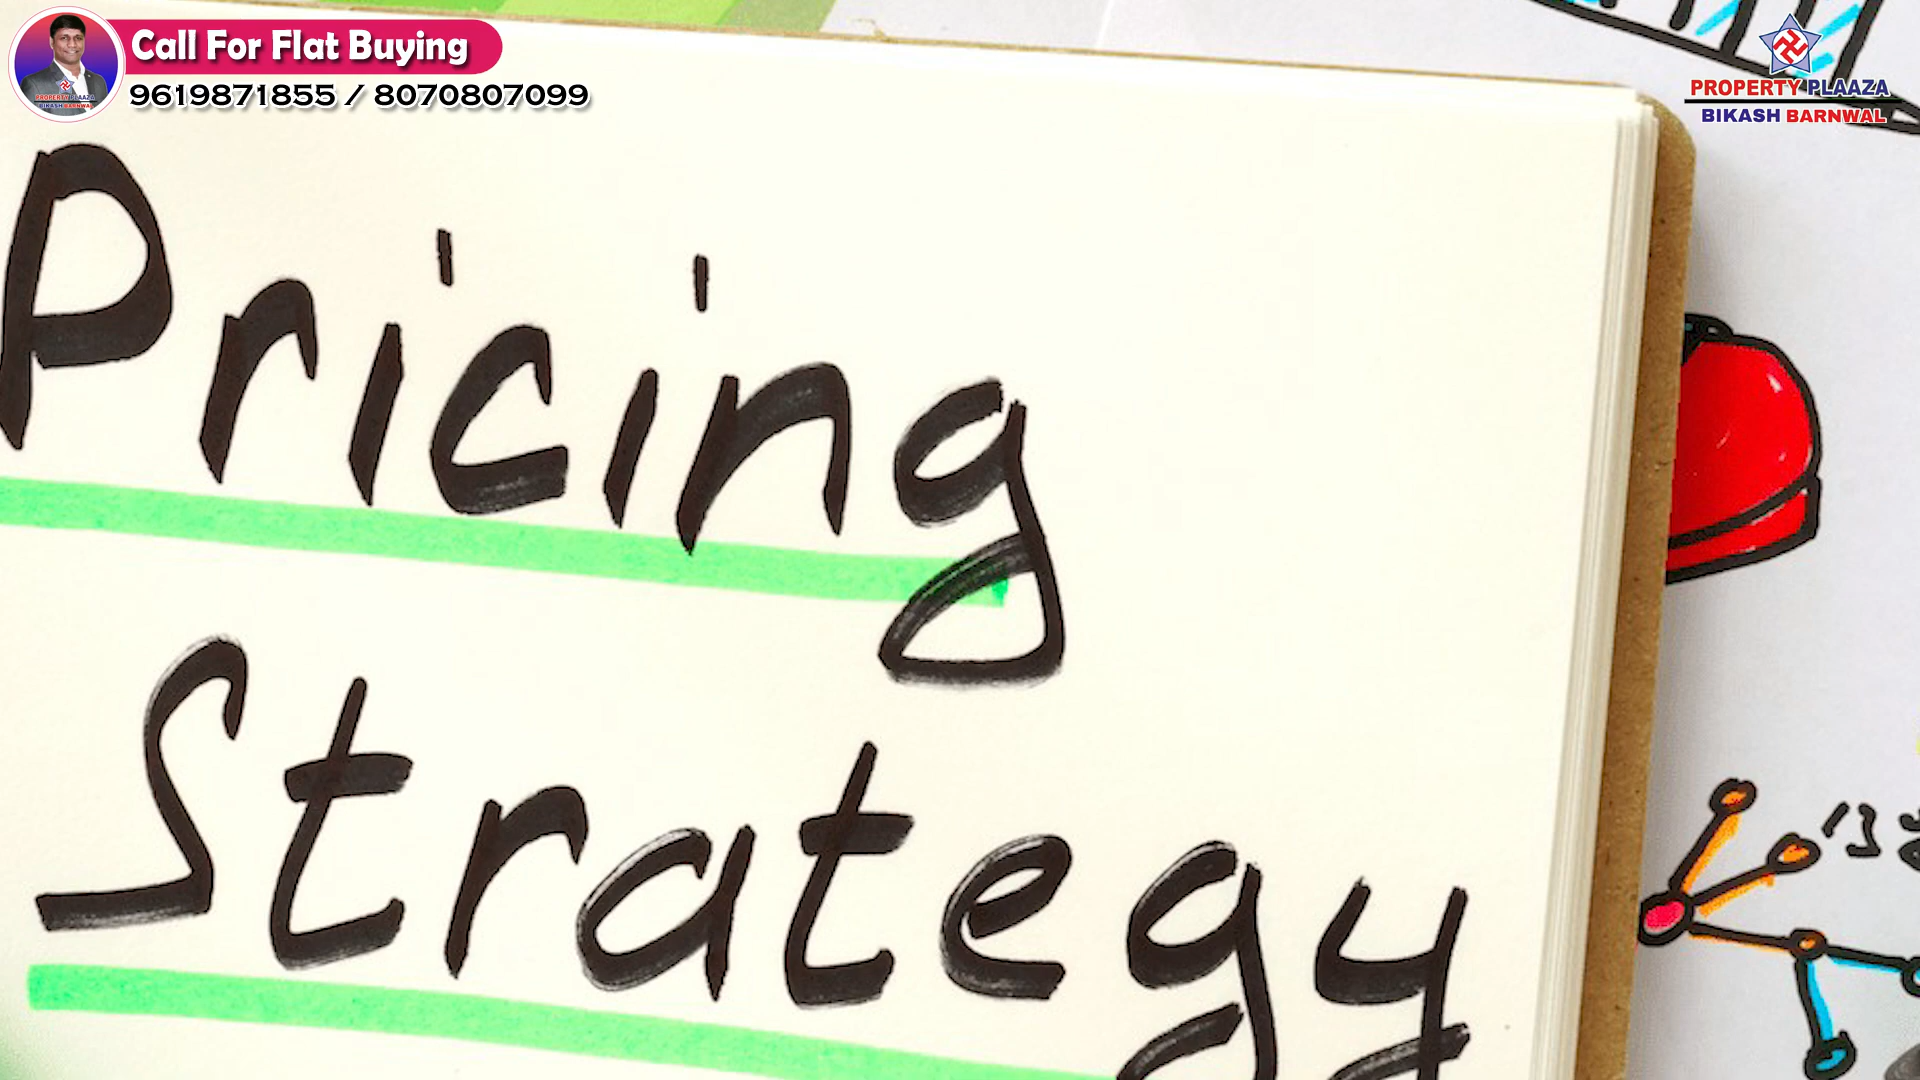 Call For Flat Buying
9619871855 / 8070807099
PROPERTY PLAAZA
BIKASH BARNWAL
Pricing
Strategy